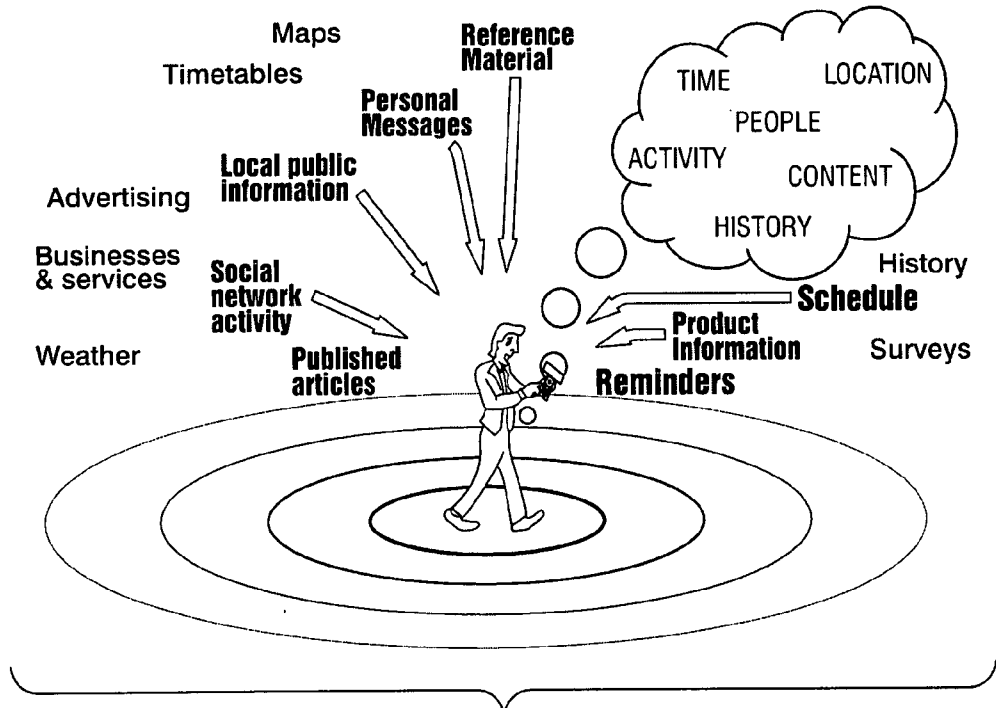 Maps
Timetables
Reference
Material
Personal
Messages
Local public
information
Advertising
Businesses
& services
Social
network
activity
Weather
Published
articles
TIME
LOCATION
PEOPLE
ACTIVITY
CONTENT
HISTORY
History
Schedule
Product
Information
Surveys
Reminders